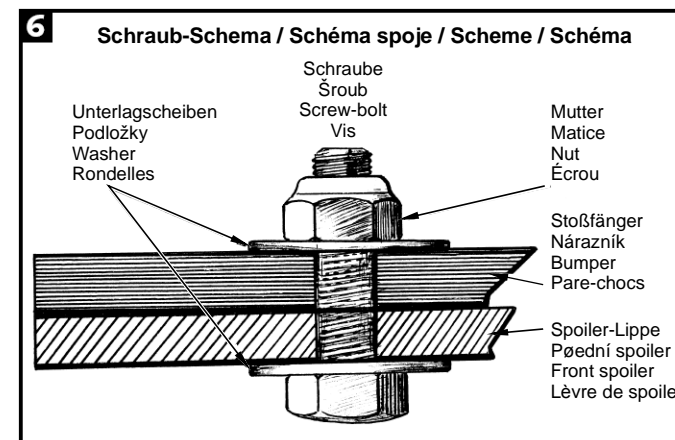 6
Schraub-Schema / Schéma spoje / Scheme / Schéma
Schraube
Šroub
Screw-bolt
Vis
Unterlagscheiben
Podložky
Washer
Rondelles
Mutter
Matice
Nut
Écrou
Stoßfänger
Nárazník
Bumper
Pare-chocs
Spoiler-Lippe
Pøední spoiler
Front spoiler
Lèvre de spoile